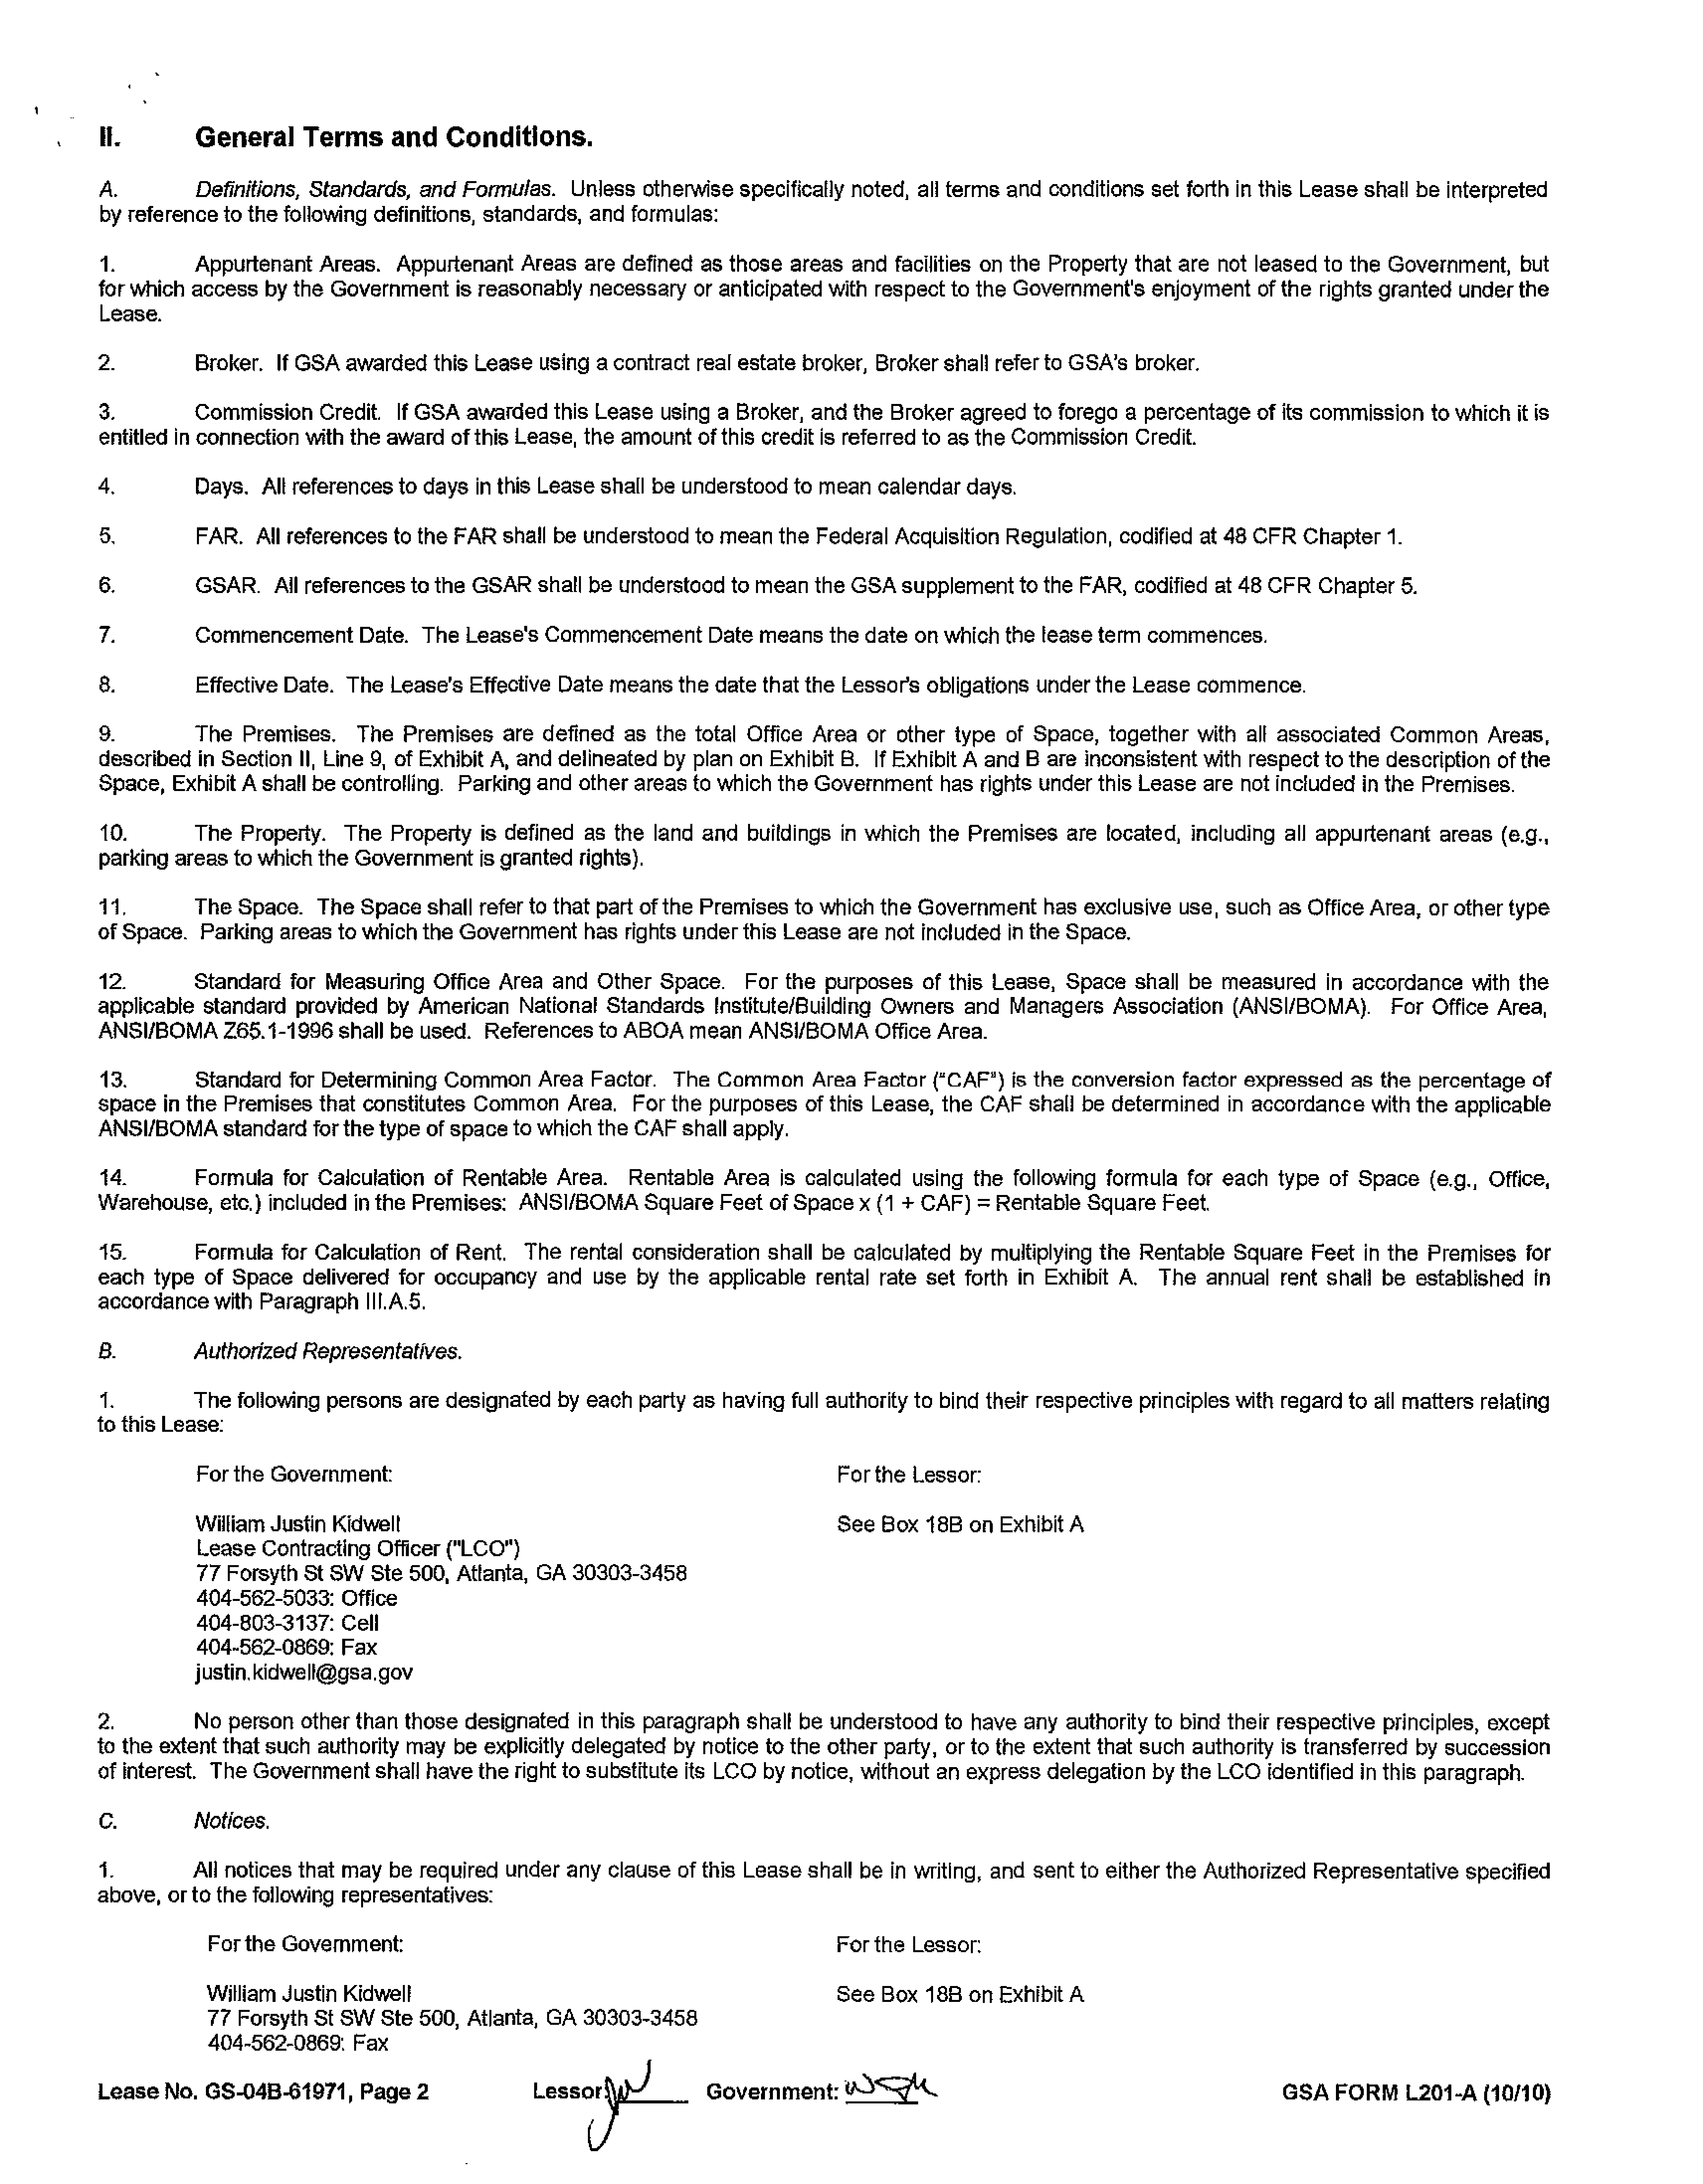 II. General Terms and Conditions.
A. Definitions, Standards, and Formulas. Unless otherwise specifically noted, all terms and conditions set forth in this Lease shall be interpreted
by reference to the following definitions, standards, and formulas:
1. Appurtenant Areas. Appurtenant Areas are defined as those areas and facilities on the Property that are not leased to the Government, but
for which access by the Government is reasonably necessary or anticipated with respect to the Government's enjoyment of the rights granted under the
Lease.
2. Broker. If GSA awarded this Lease using a contract real estate broker, Broker shall refer to GSA's broker.
3. Commission Credit. If GSA awarded this Lease using a Broker, and the Broker agreed to forego a percentage of its commission to which it is
entitled in connection with the award of this Lease, the amount of this credit is referred to as the Commission Credit.
4. Days. All references to days in this Lease shall be understood to mean calendar days.
5. FAR. All references to the FAR shall be understood to mean the Federal Acquisition Regulation, codified at 48 CFR Chapter 1.
6. GSAR. All references to the GSAR shall be understood to mean the GSA supplement to the FAR, codified at 48 CFR Chapter 5.
7. Commencement Date. The Lease's Commencement Date means the date on which the lease term commences.
8. Effective Date. The Lease's Effective Date means the date that the Lessor's obligations under the Lease commence.
9. The Premises. The Premises are defined as the total Office Area or other type of Space, together with all associated Common Areas,
described in Section II, Line 9, of Exhibit A, and delineated by plan on Exhibit B. If Exhibit A and B are inconsistent with respect to the description of the
Space, Exhibit A shall be controlling. Parking and other areas to which the Government has rights under this Lease are not included in the Premises.
10. The Property. The Property is defined as the land and buildings in which the Premises are located, including all appurtenant areas (e.g.,
parking areas to which the Government is granted rights).
11. The Space. The Space shall refer to that part of the Premises to which the Government has exclusive use, such as Office Area, or other type
of Space. Parking areas to which the Government has rights under this Lease are not included in the Space.
12. Standard for Measuring Office Area and Other Space. For the purposes of this Lease, Space shall be measured in accordance with the
applicable standard provided by American National Standards Institute/Building Owners and Managers Association (ANSI/BOMA). For Office Area,
ANSI/BOMA Z65.1-1996 shall be used. References to ABOA mean ANSI/BOMA Office Area.
13. Standard for Determining Common Area Factor. The Common Area Factor ("CAF") is the conversion factor expressed as the percentage of
space in the Premises that constitutes Common Area. For the purposes of this Lease, the CAF shall be determined in accordance with the applicable
ANSI/BOMA standard for the type of space to which the CAF shall apply.
14. Formula for Calculation of Rentable Area. Rentable Area is calculated using the following formula for each type of Space (e.g., Office,
Warehouse, etc.) included in the Premises: ANSI/BOMA Square Feet of Space x (1 + CAF) = Rentable Square Feet.
15. Formula for Calculation of Rent. The rental consideration shall be calculated by multiplying the Rentable Square Feet in the Premises for
each type of Space delivered for occupancy and use by the applicable rental rate set forth in Exhibit A. The annual rent shall be established in
accordance with Paragraph III.A.5.
B. Authorized Representatives.
1. The following persons are designated by each party as having full authority to bind their respective principles with regard to all matters relating
to this Lease:
For the Government: For the Lessor:
William Justin Kidwell See Box 18B on Exhibit A
Lease Contracting Officer ("LCO")
77 Forsyth St SW Ste 500, Atlanta, GA 30303-3458
404-562-5033: Office
404-803-3137: Cell
404-562-0869: Fax
justin.kidwell@gsa.gov
2. No person other than those designated in this paragraph shall be understood to have any authority to bind their respective principles, except
to the extent that such authority may be explicitly delegated by notice to the other party, or to the extent that such authority is transferred by succession
of interest. The Government shall have the right to substitute its LCO by notice, without an express delegation by the LCO identified in this paragraph.
C. Notices.
1. All notices that may be required under any clause of this Lease shall be in writing, and sent to either the Authorized Representative specified
above, or to the following representatives:
For the Government: For the Lessor:
William Justin Kidwell See Box 18B on Exhibit A
77 Forsyth St SW Ste 500, Atlanta, GA 30303-3458
404-562-0869: Fax
Lease No. GS-04B-61971, Page 2 Lessor: Government: WJK GSA FORM L201-A (10/10)